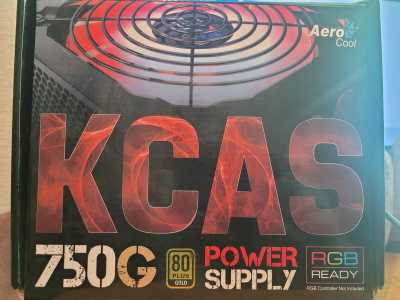 Aero
Cool
KCAS
750G
80
PLUS
GOLD
POWER
SUPPLY
RGB
READY
RGB Controller Not Included